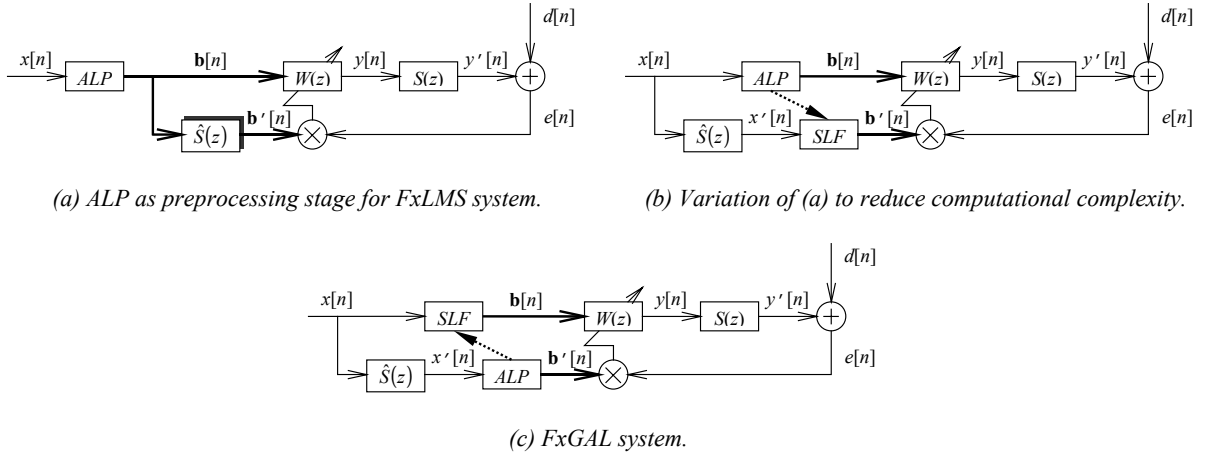 d[n]
x[n] ALP b[n] W(z) y[n] S(z) y'[n] +
Ŝ(z) b'[n] × e[n]
(a) ALP as preprocessing stage for FxLMS system.
d[n]
x[n] ALP b[n] W(z) y[n] S(z) y'[n] +
Ŝ(z) x'[n] SLF b'[n] × e[n]
(b) Variation of (a) to reduce computational complexity.
d[n]
x[n] SLF b[n] W(z) y[n] S(z) y'[n] +
Ŝ(z) x'[n] ALP b'[n] × e[n]
(c) FxGAL system.